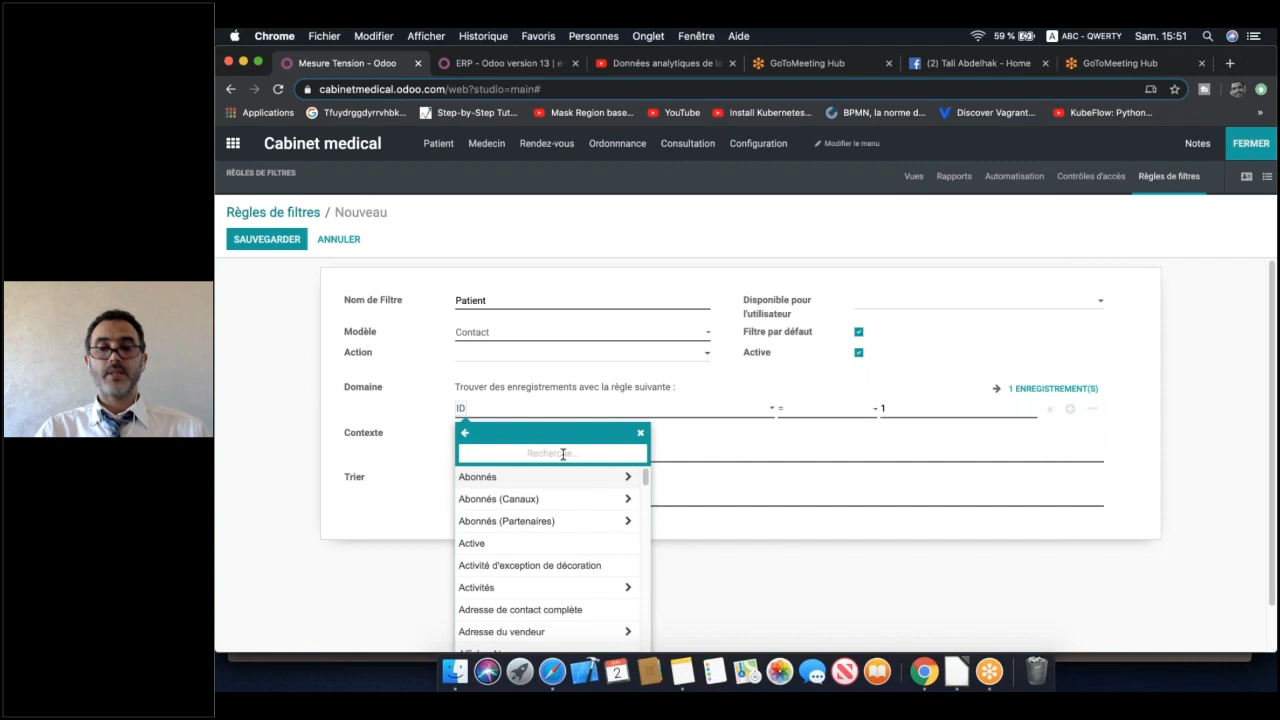 Chrome Fichier Modifier Afficher Historique Favoris Personnes Onglet Fenêtre Aide 59 % A ABC - QWERTY Sam. 15:51
Mesure Tension - Odoo × ERP - Odoo version 13 | e × Données analytiques de la × GoToMeeting Hub × (2) Tali Abdelhak - Home × GoToMeeting Hub × +
cabinetmedical.odoo.com/web?studio=main#
Applications Tfuydrggdyrrvhbk... Step-by-Step Tut... Mask Region base... YouTube Install Kubernetes... BPMN, la norme d... Discover Vagrant... KubeFlow: Python... »
Cabinet medical Patient Medecin Rendez-vous Ordonnnance Consultation Configuration Modifier le menu Notes FERMER
RÈGLES DE FILTRES Vues Rapports Automatisation Contrôles d'accès Règles de filtres
Règles de filtres / Nouveau
SAUVEGARDER ANNULER
Nom de Filtre Patient Disponible pour
l'utilisateur
Modèle Contact Filtre par défaut
Action Active
Domaine Trouver des enregistrements avec la règle suivante : 1 ENREGISTREMENT(S)
ID = 1
Contexte
Recherche...
Trier
Abonnés
Abonnés (Canaux)
Abonnés (Partenaires)
Active
Activité d'exception de décoration
Activités
Adresse de contact complète
Adresse du vendeur
MAI
2